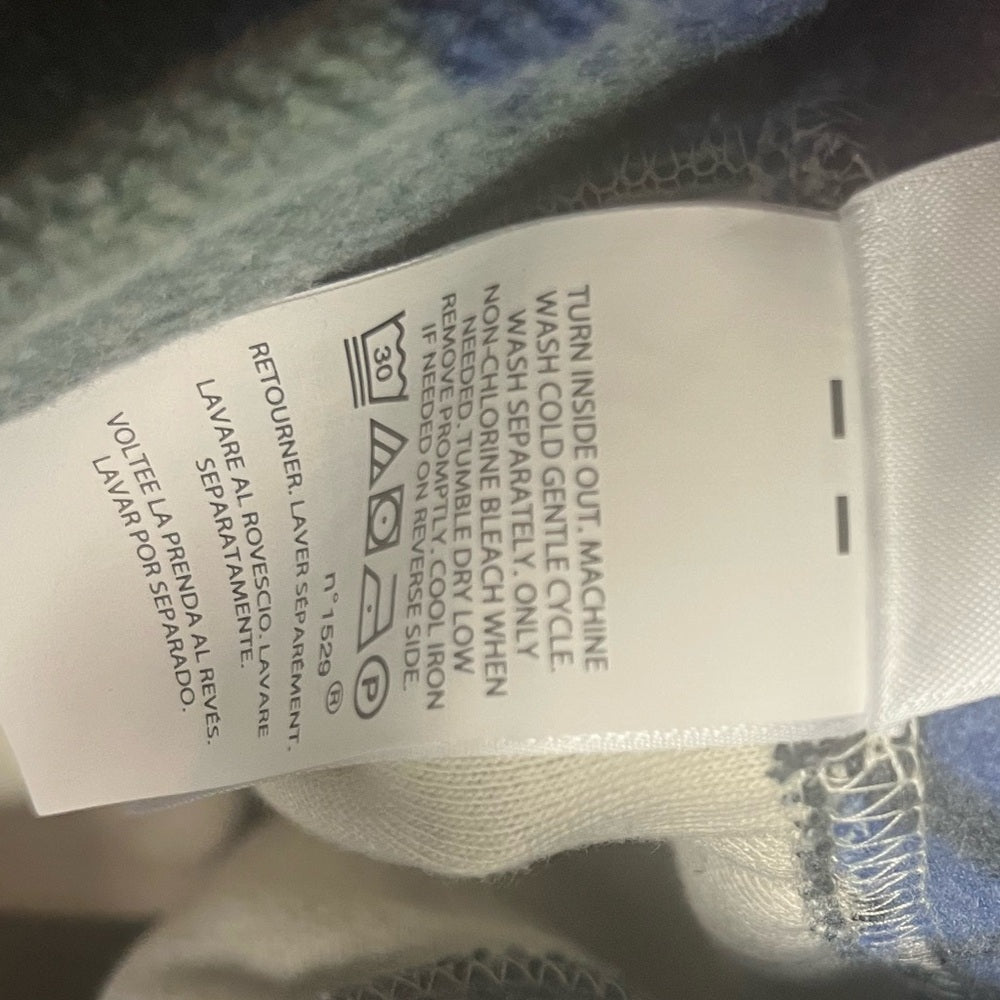 TURN INSIDE OUT. MACHINE
WASH COLD GENTLE CYCLE.
WASH SEPARATELY. ONLY
NON-CHLORINE BLEACH WHEN
NEEDED. TUMBLE DRY LOW
REMOVE PROMPTLY. COOL IRON
IF NEEDED ON REVERSE SIDE.
30 P
n° 1529 ®
RETOURNER. LAVER SÉPARÉMENT.
LAVARE AL ROVESCIO. LAVARE
SEPARATAMENTE.
VOLTEE LA PRENDA AL REVÉS.
LAVAR POR SEPARADO.